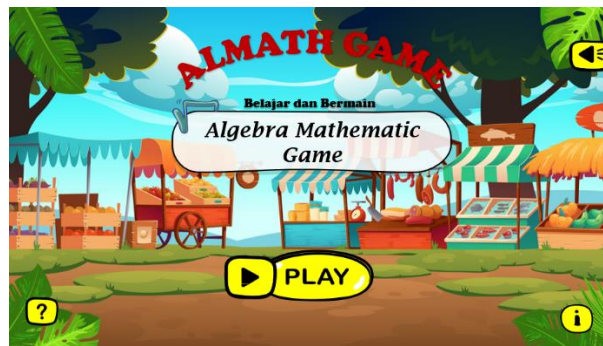 ALMATH GAME
Belajar dan Bermain
Algebra Mathematic
Game
PLAY
?
i